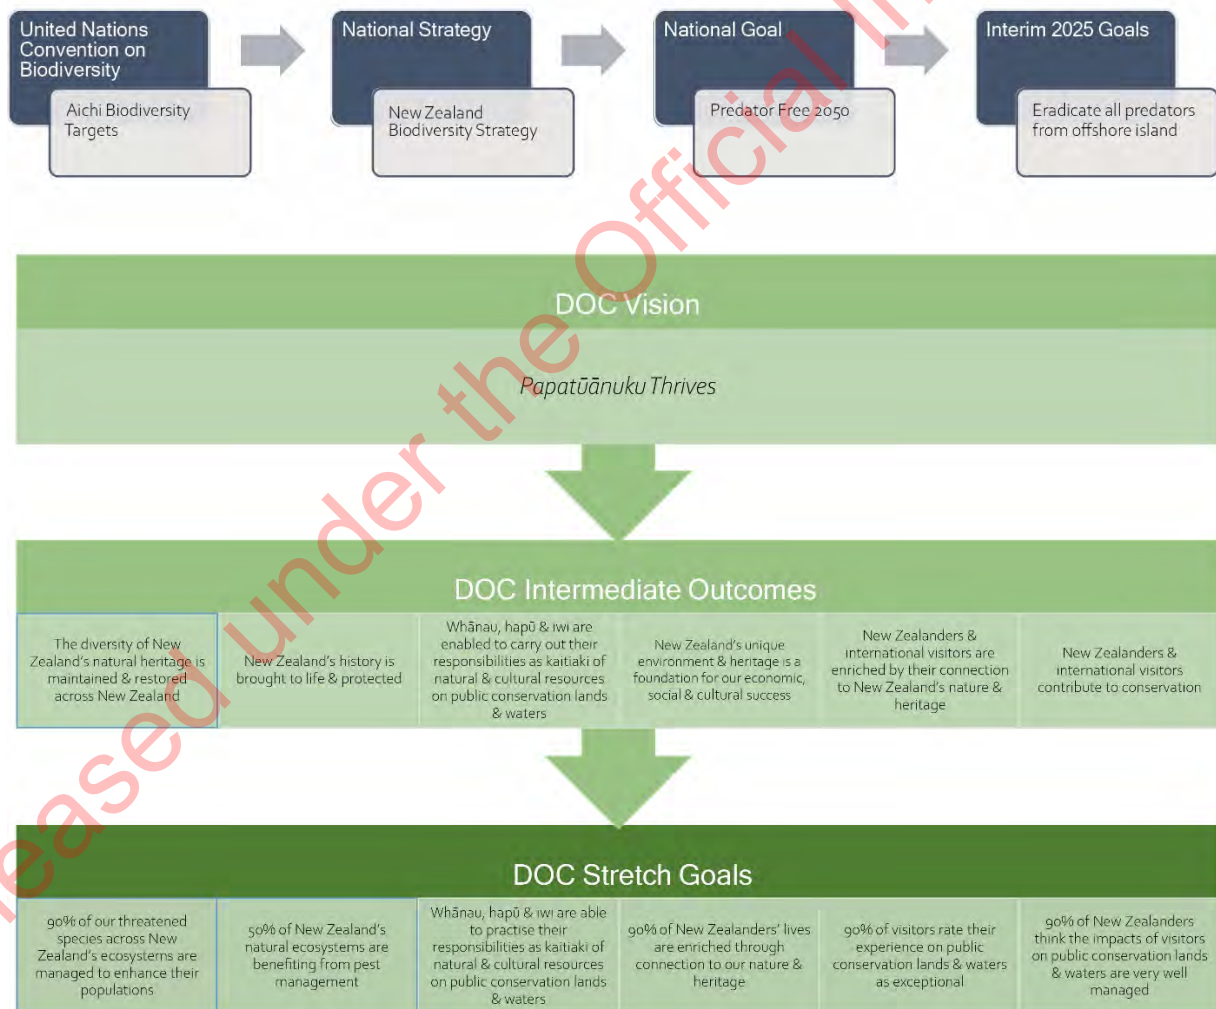 United Nations
Convention on
Biodiversity
Aichi Biodiversity
Targets
National Strategy
New Zealand
Biodiversity Strategy
National Goal
Predator Free 2050
Interim 2025 Goals
Eradicate all predators
from offshore island
DOC Vision
Papatūānuku Thrives
DOC Intermediate Outcomes
The diversity of New
Zealand's natural heritage is
maintained & restored
across New Zealand
New Zealand's history is
brought to life & protected
Whānau, hapū & iwi are
enabled to carry out their
responsibilities as kaitiaki of
natural & cultural resources
on public conservation lands
& waters
New Zealand's unique
environment & heritage is a
foundation for our economic,
social & cultural success
New Zealanders &
international visitors are
enriched by their connection
to New Zealand's nature &
heritage
New Zealanders &
international visitors
contribute to conservation
DOC Stretch Goals
90% of our threatened
species across New
Zealand's ecosystems are
managed to enhance their
populations
50% of New Zealand's
natural ecosystems are
benefiting from pest
management
Whānau, hapū & iwi are able
to practise their
responsibilities as kaitiaki of
natural & cultural resources
on public conservation lands
& waters
90% of New Zealanders' lives
are enriched through
connection to our nature &
heritage
90% of visitors rate their
experience on public
conservation lands & waters
as exceptional
90% of New Zealanders
think the impacts of visitors
on public conservation lands
& waters are very well
managed
eased under the Official In